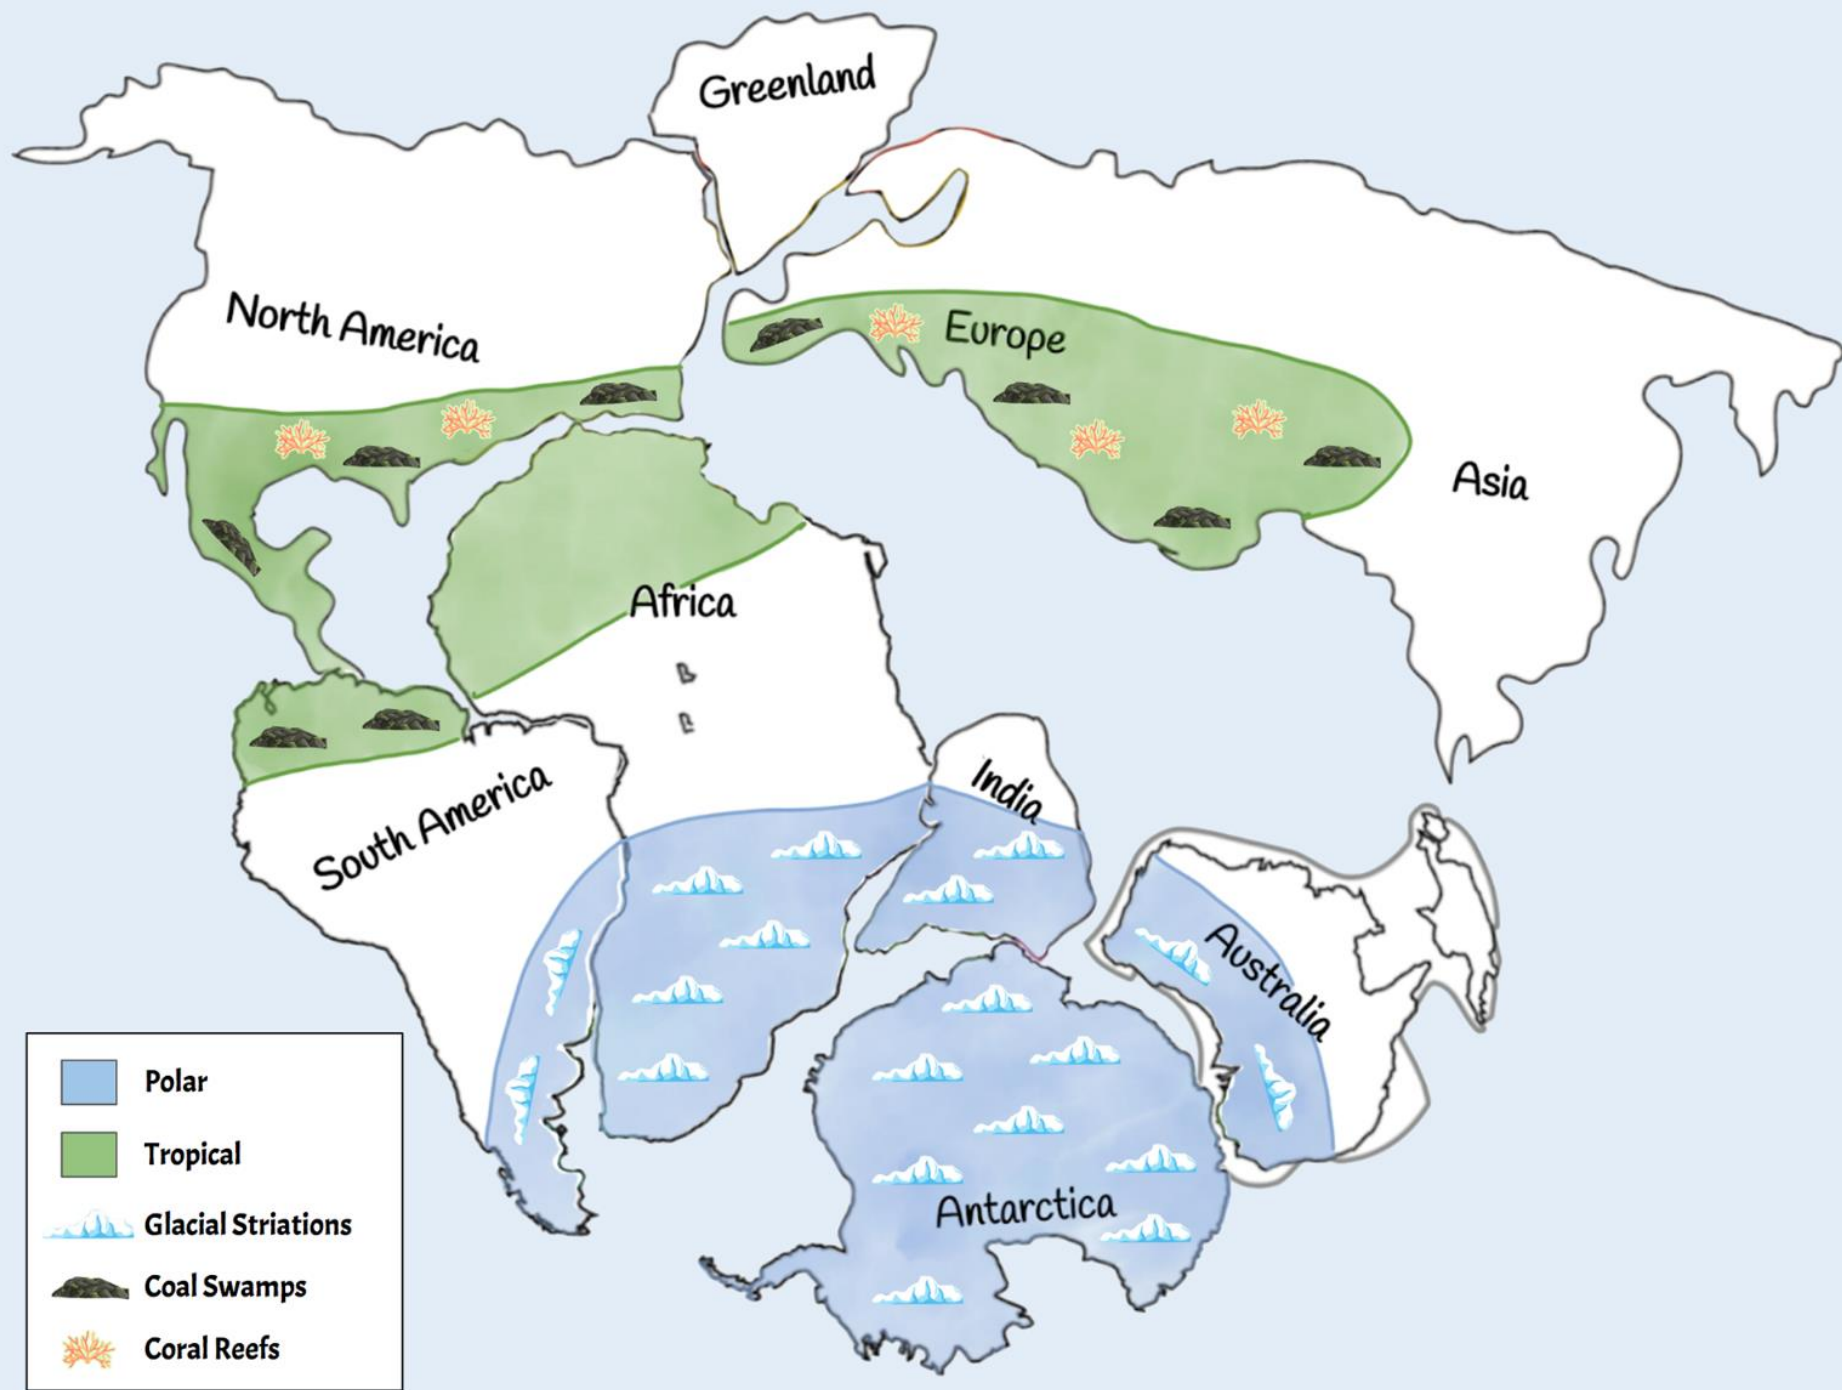 Greenland
North America
Europe
Asia
Africa
India
South America
Australia
Antarctica
Polar
Tropical
Glacial Striations
Coal Swamps
Coral Reefs